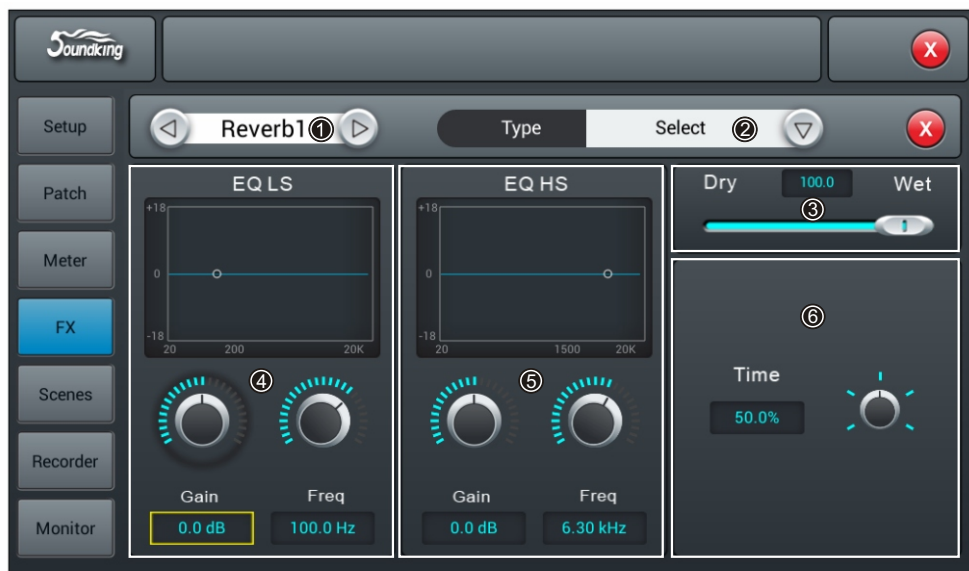 Soundking
X
Setup
Patch
Meter
FX
Scenes
Recorder
Monitor
Reverb1 ①
Type Select ②
X
EQ LS
+18
0
-18
20 200 20K
④
Gain Freq
0.0 dB 100.0 Hz
EQ HS
+18
0
-18
20 1500 20K
⑤
Gain Freq
0.0 dB 6.30 kHz
Dry 100.0 Wet
③
⑥
Time
50.0%